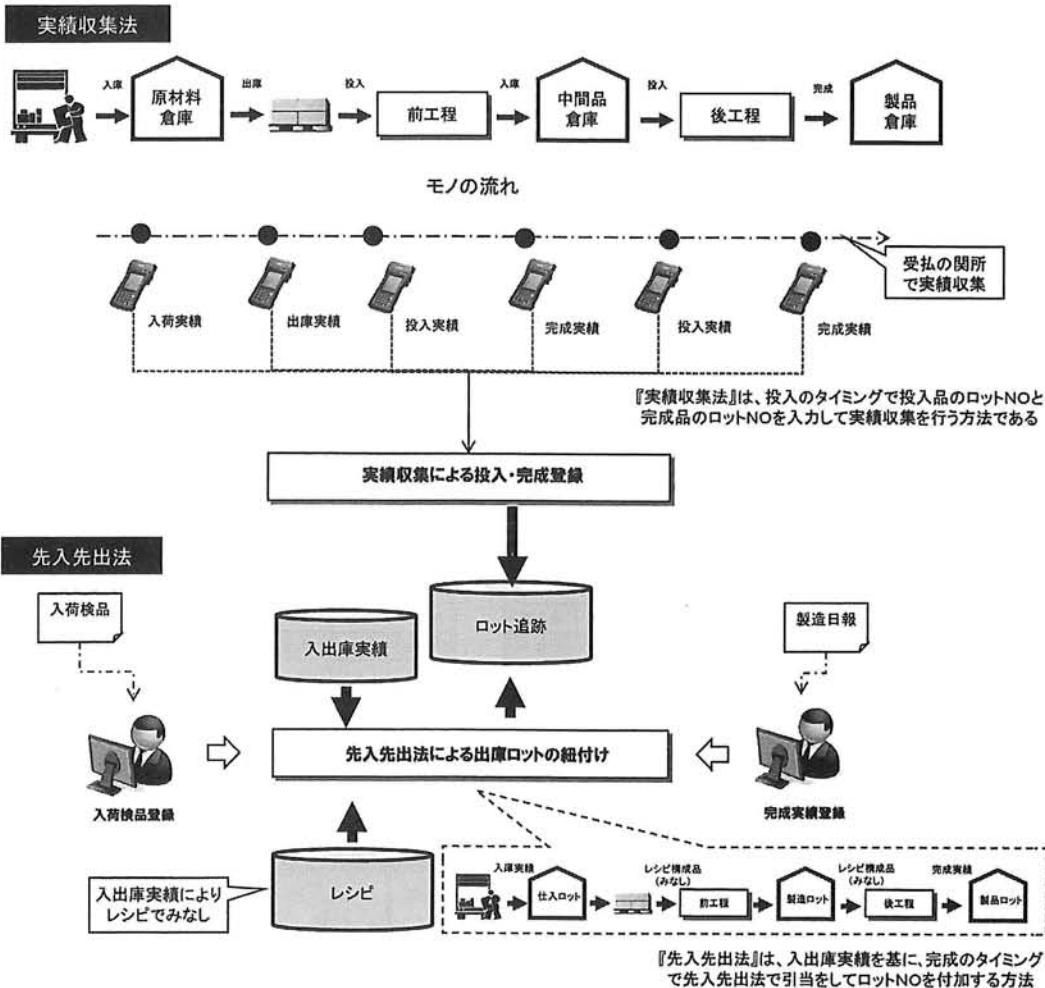 実績収集法
入庫
出庫
投入
入庫
投入
完成
原材料
倉庫
前工程
中間品
倉庫
後工程
製品
倉庫
モノの流れ
受払の関所
で実績収集
入荷実績
出庫実績
投入実績
完成実績
投入実績
完成実績
『実績収集法』は、投入のタイミングで投入品のロットNOと
完成品のロットNOを入力して実績収集を行う方法である
実績収集による投入・完成登録
先入先出法
入荷検品
入出庫実績
ロット追跡
製造日報
先入先出法による出庫ロットの紐付け
入荷検品登録
完成実績登録
入出庫実績により
レシピでみなし
レシピ
入庫実績
レシピ構成品
(みなし)
レシピ構成品
(みなし)
完成実績
仕入ロット
前工程
製造ロット
後工程
製品ロット
『先入先出法』は、入出庫実績を基に、完成のタイミング
で先入先出法で引当をしてロットNOを付加する方法